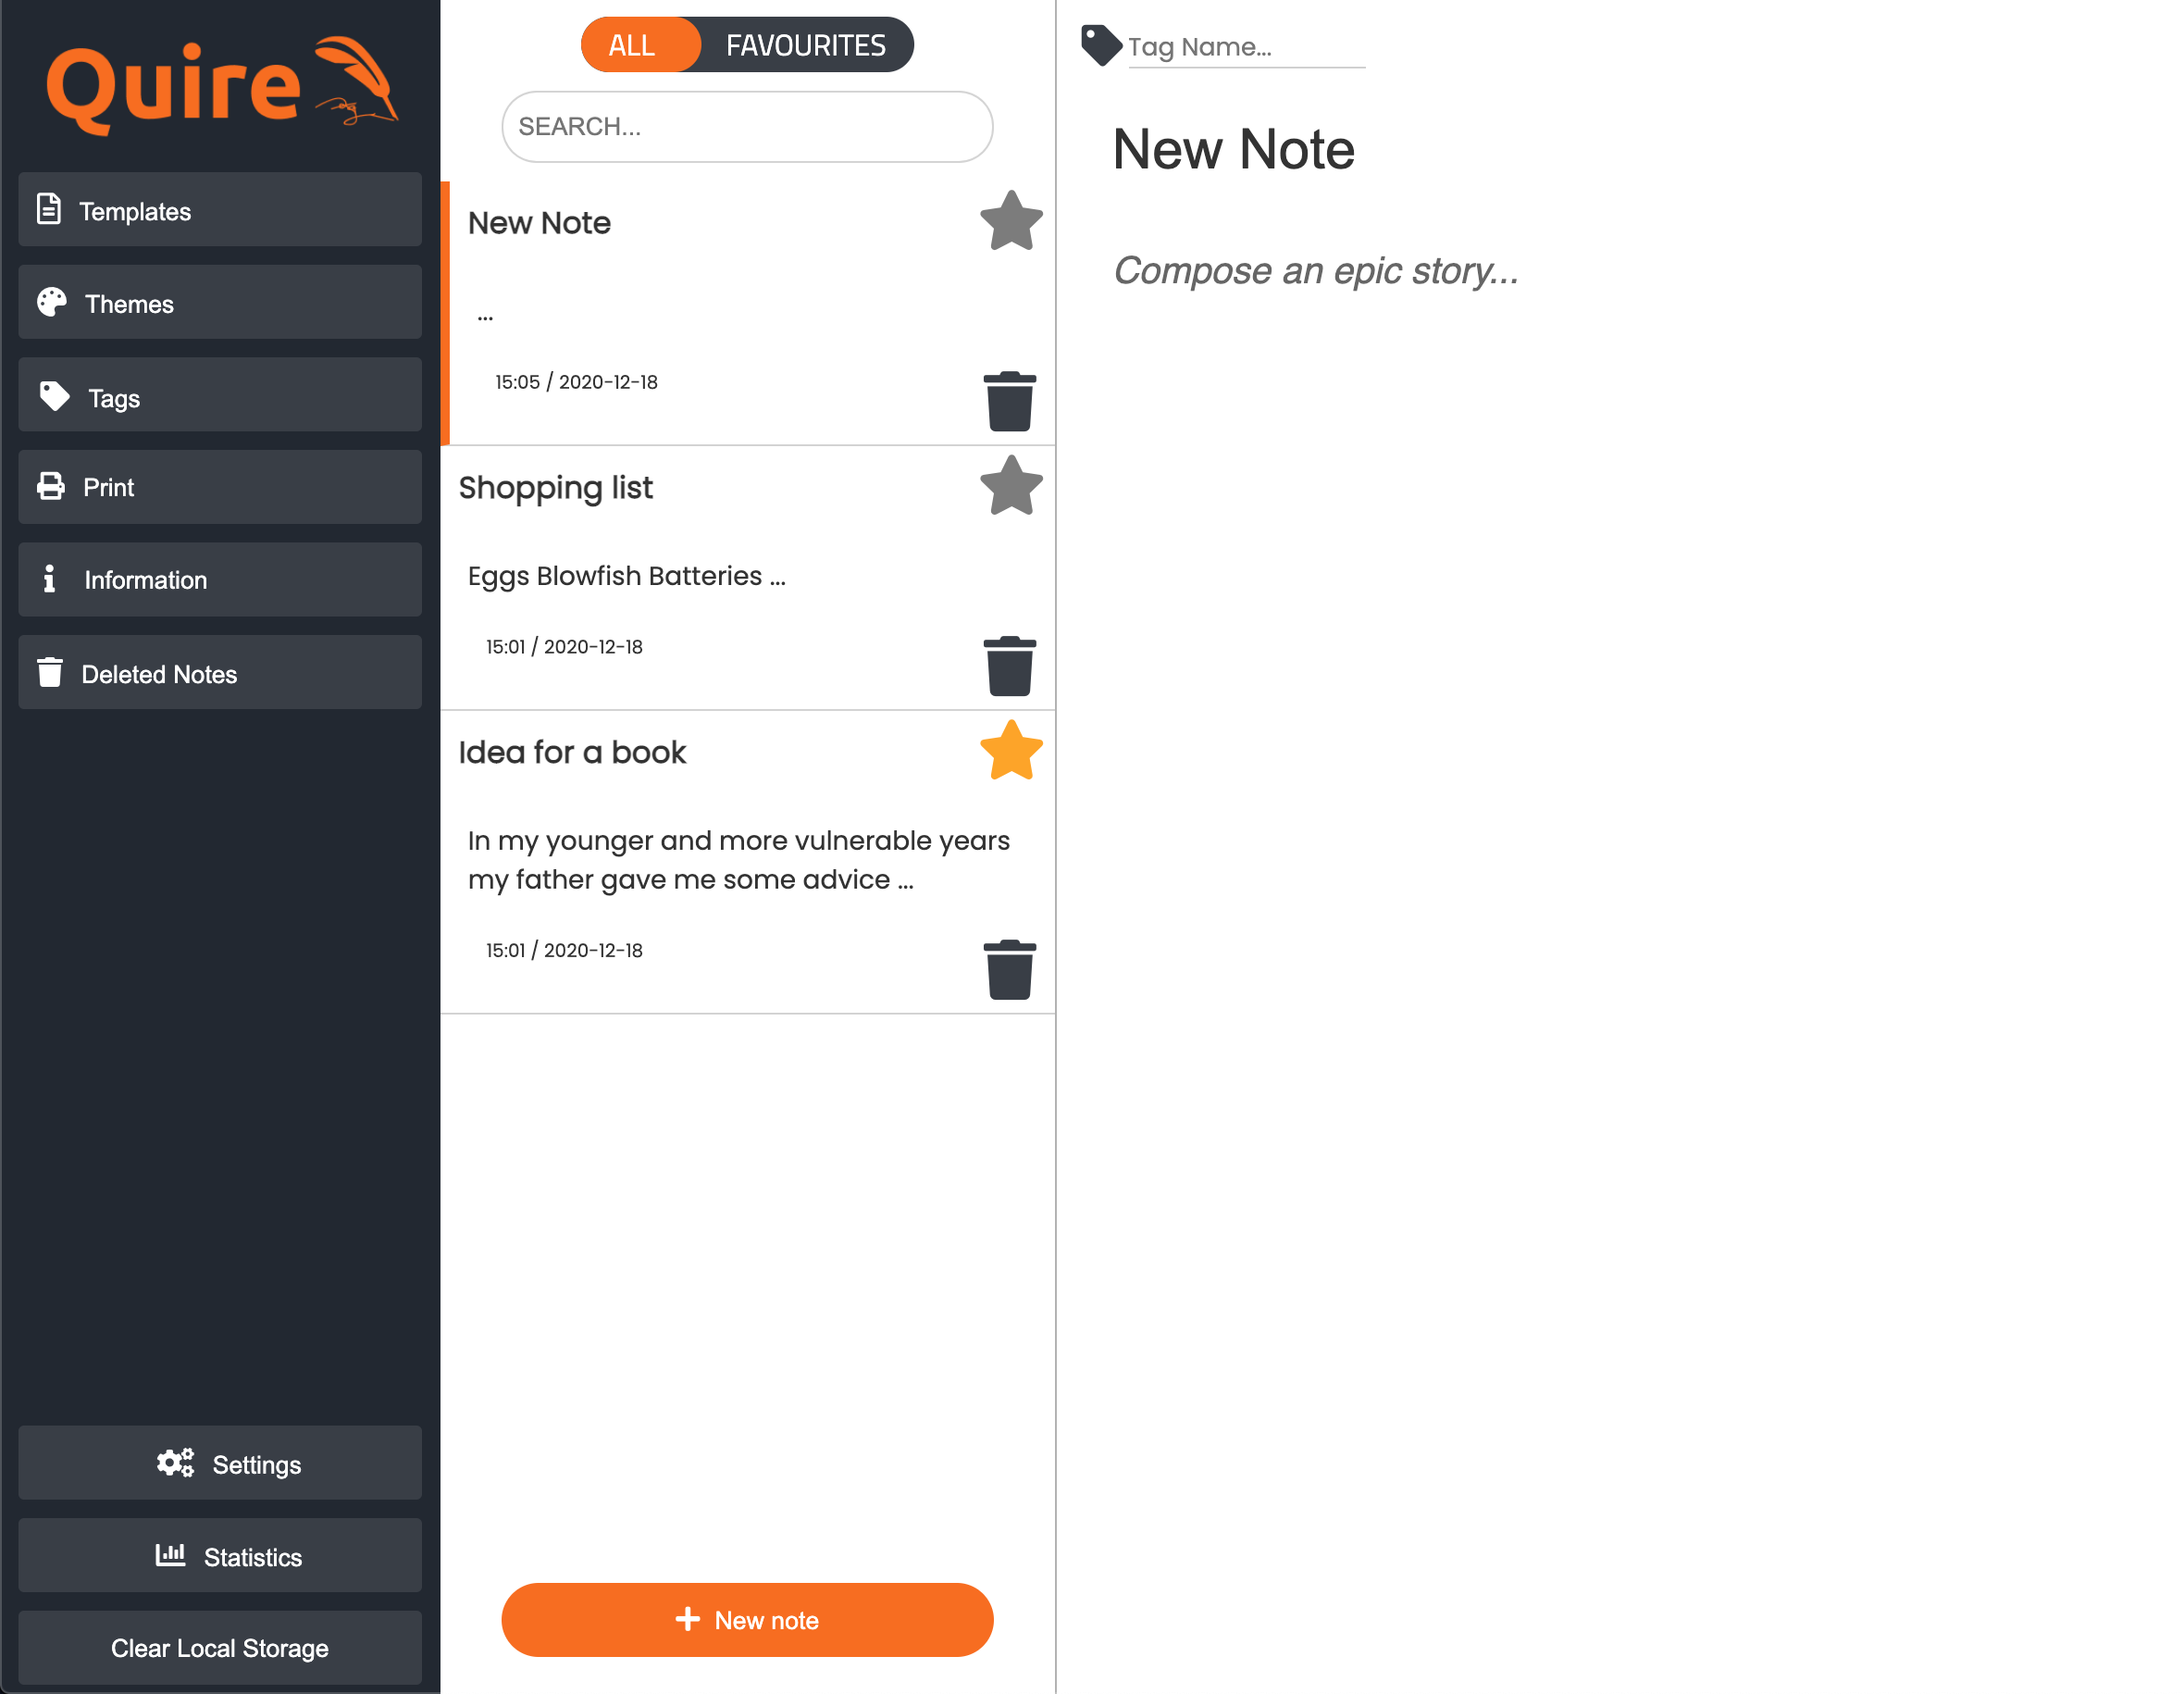 Quire
Templates
Themes
Tags
Print
Information
Deleted Notes
Settings
Statistics
Clear Local Storage
ALL FAVOURITES
SEARCH...
New Note
...
15:05 / 2020-12-18
Shopping list
Eggs Blowfish Batteries ...
15:01 / 2020-12-18
Idea for a book
In my younger and more vulnerable years
my father gave me some advice ...
15:01 / 2020-12-18
New note
Tag Name...
New Note
Compose an epic story...